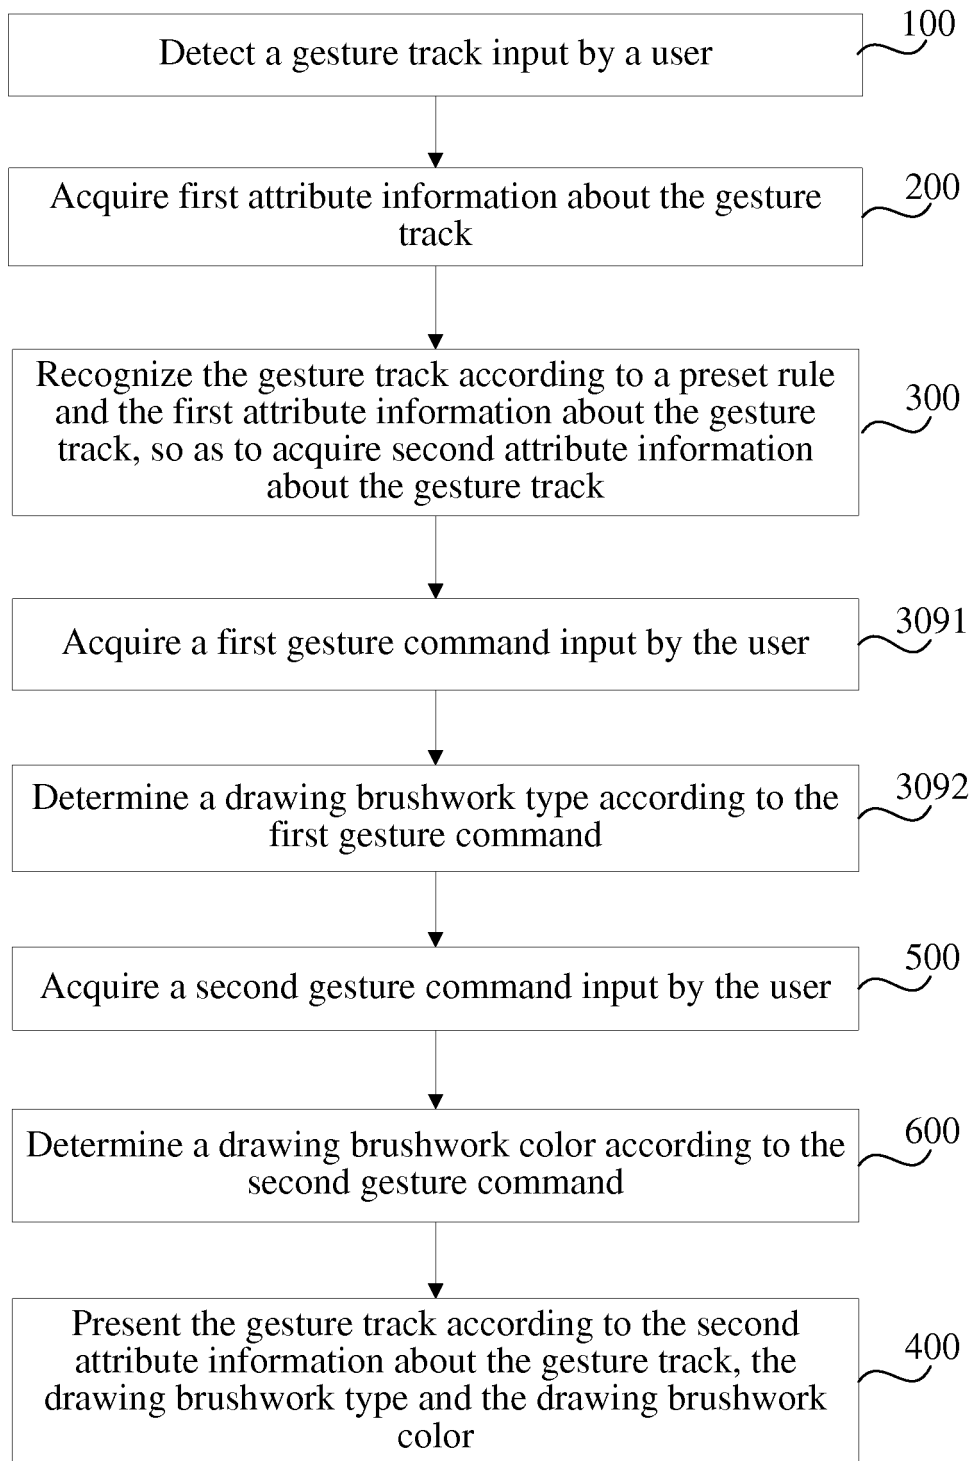 100
Detect a gesture track input by a user
200
Acquire first attribute information about the gesture
track
Recognize the gesture track according to a preset rule
and the first attribute information about the gesture
300
track, so as to acquire second attribute information
about the gesture track
3091
Acquire a first gesture command input by the user
3092
Determine a drawing brushwork type according to the
first gesture command
500
Acquire a second gesture command input by the user
600
Determine a drawing brushwork color according to the
second gesture command
Present the gesture track according to the second
400
attribute information about the gesture track, the
drawing brushwork type and the drawing brushwork
color